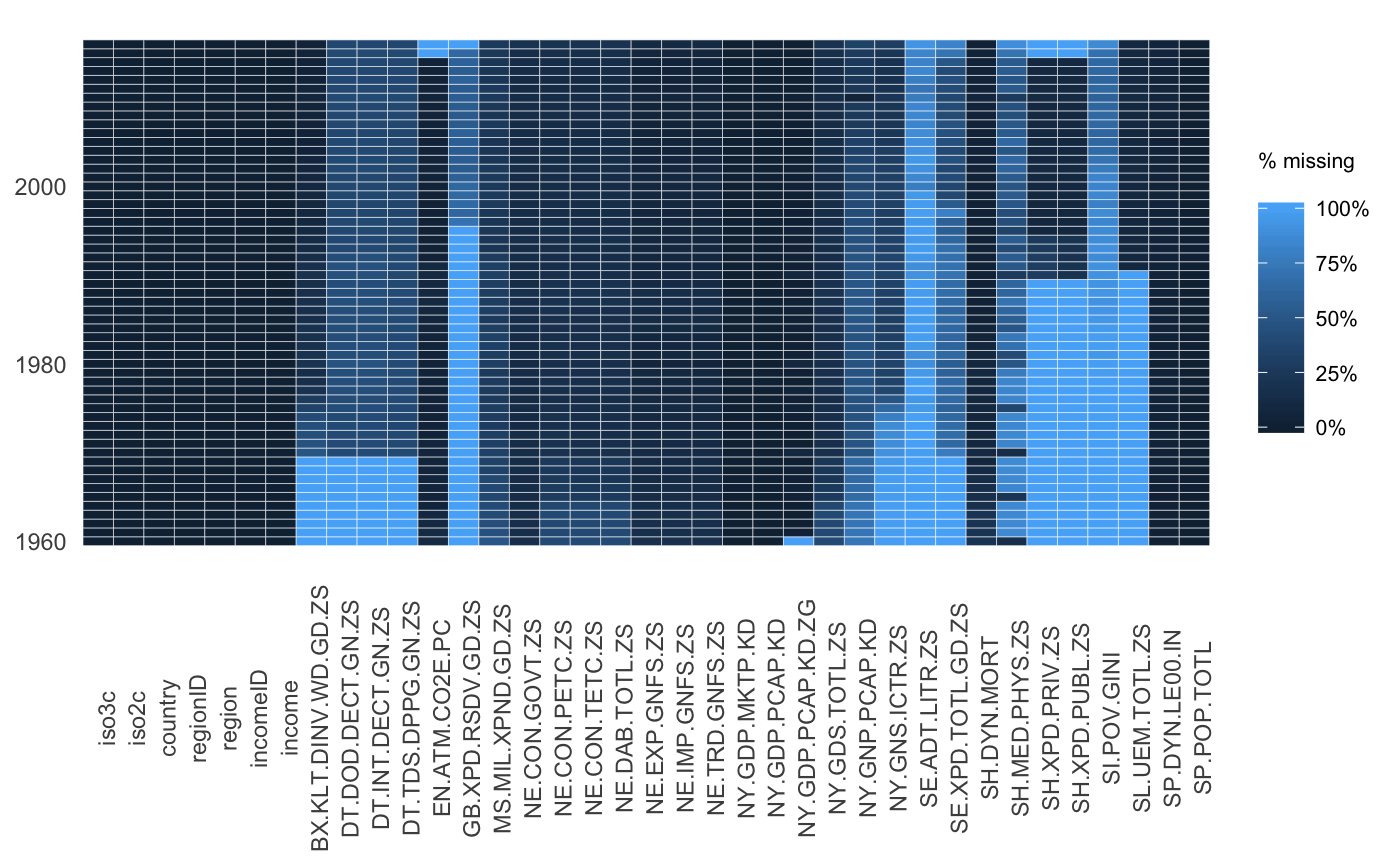 2000
1980
1960
% missing
100%
75%
50%
25%
0%
iso3c
iso2c
country
regionID
region
incomeID
income
BX.KLT.DINV.WD.GD.ZS
DT.DOD.DECT.GN.ZS
DT.INT.DECT.GN.ZS
DT.TDS.DPPG.GN.ZS
EN.ATM.CO2E.PC
GB.XPD.RSDV.GD.ZS
MS.MIL.XPND.GD.ZS
NE.CON.GOVT.ZS
NE.CON.PETC.ZS
NE.CON.TETC.ZS
NE.DAB.TOTL.ZS
NE.EXP.GNFS.ZS
NE.IMP.GNFS.ZS
NE.TRD.GNFS.ZS
NY.GDP.MKTP.KD
NY.GDP.PCAP.KD
NY.GDP.PCAP.KD.ZG
NY.GDS.TOTL.ZS
NY.GNP.PCAP.KD
NY.GNS.ICTR.ZS
SE.ADT.LITR.ZS
SE.XPD.TOTL.GD.ZS
SH.DYN.MORT
SH.MED.PHYS.ZS
SH.XPD.PRIV.ZS
SH.XPD.PUBL.ZS
SI.POV.GINI
SL.UEM.TOTL.ZS
SP.DYN.LE00.IN
SP.POP.TOTL